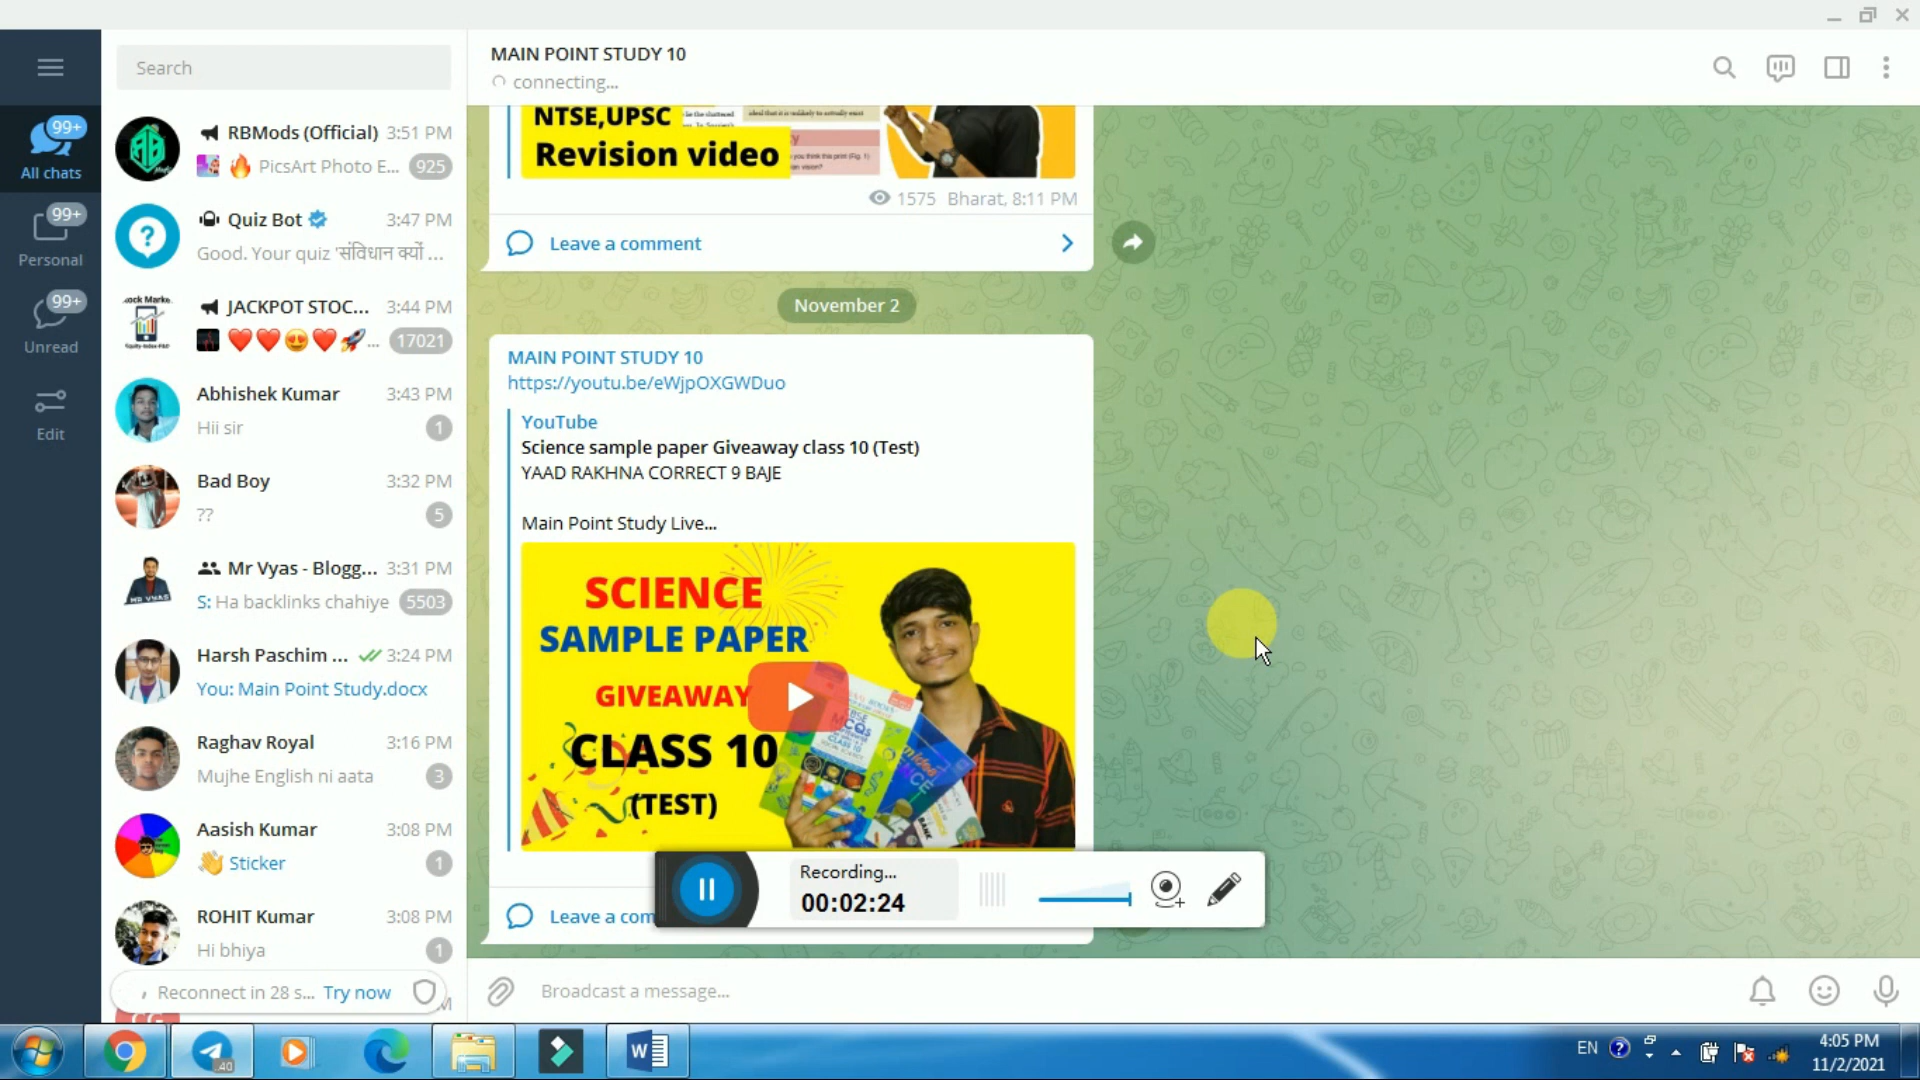 Search
MAIN POINT STUDY 10
connecting...
99+
All chats
99+
Personal
99+
Unread
Edit
RBMods (Official) 3:51 PM
PicsArt Photo E... 925
Quiz Bot 3:47 PM
Good. Your quiz 'संविधान क्यों ...
JACKPOT STOC... 3:44 PM
... 17021
Abhishek Kumar 3:43 PM
Hii sir 1
Bad Boy 3:32 PM
?? 5
Mr Vyas - Blogg... 3:31 PM
S: Ha backlinks chahiye 5503
Harsh Paschim ... 3:24 PM
You: Main Point Study.docx
Raghav Royal 3:16 PM
Mujhe English ni aata 3
Aasish Kumar 3:08 PM
👋 Sticker 1
ROHIT Kumar 3:08 PM
Hi bhiya 1
Reconnect in 28 s... Try now
NTSE,UPSC
Revision video
1575 Bharat, 8:11 PM
Leave a comment
November 2
MAIN POINT STUDY 10
https://youtu.be/eWjpOXGWDuo
YouTube
Science sample paper Giveaway class 10 (Test)
YAAD RAKHNA CORRECT 9 BAJE
Main Point Study Live...
SCIENCE
SAMPLE PAPER
GIVEAWAY
CLASS 10
(TEST)
MCQs
CLASS 10
BANK
Leave a com
Recording...
00:02:24
Broadcast a message...
40
EN
4:05 PM
11/2/2021